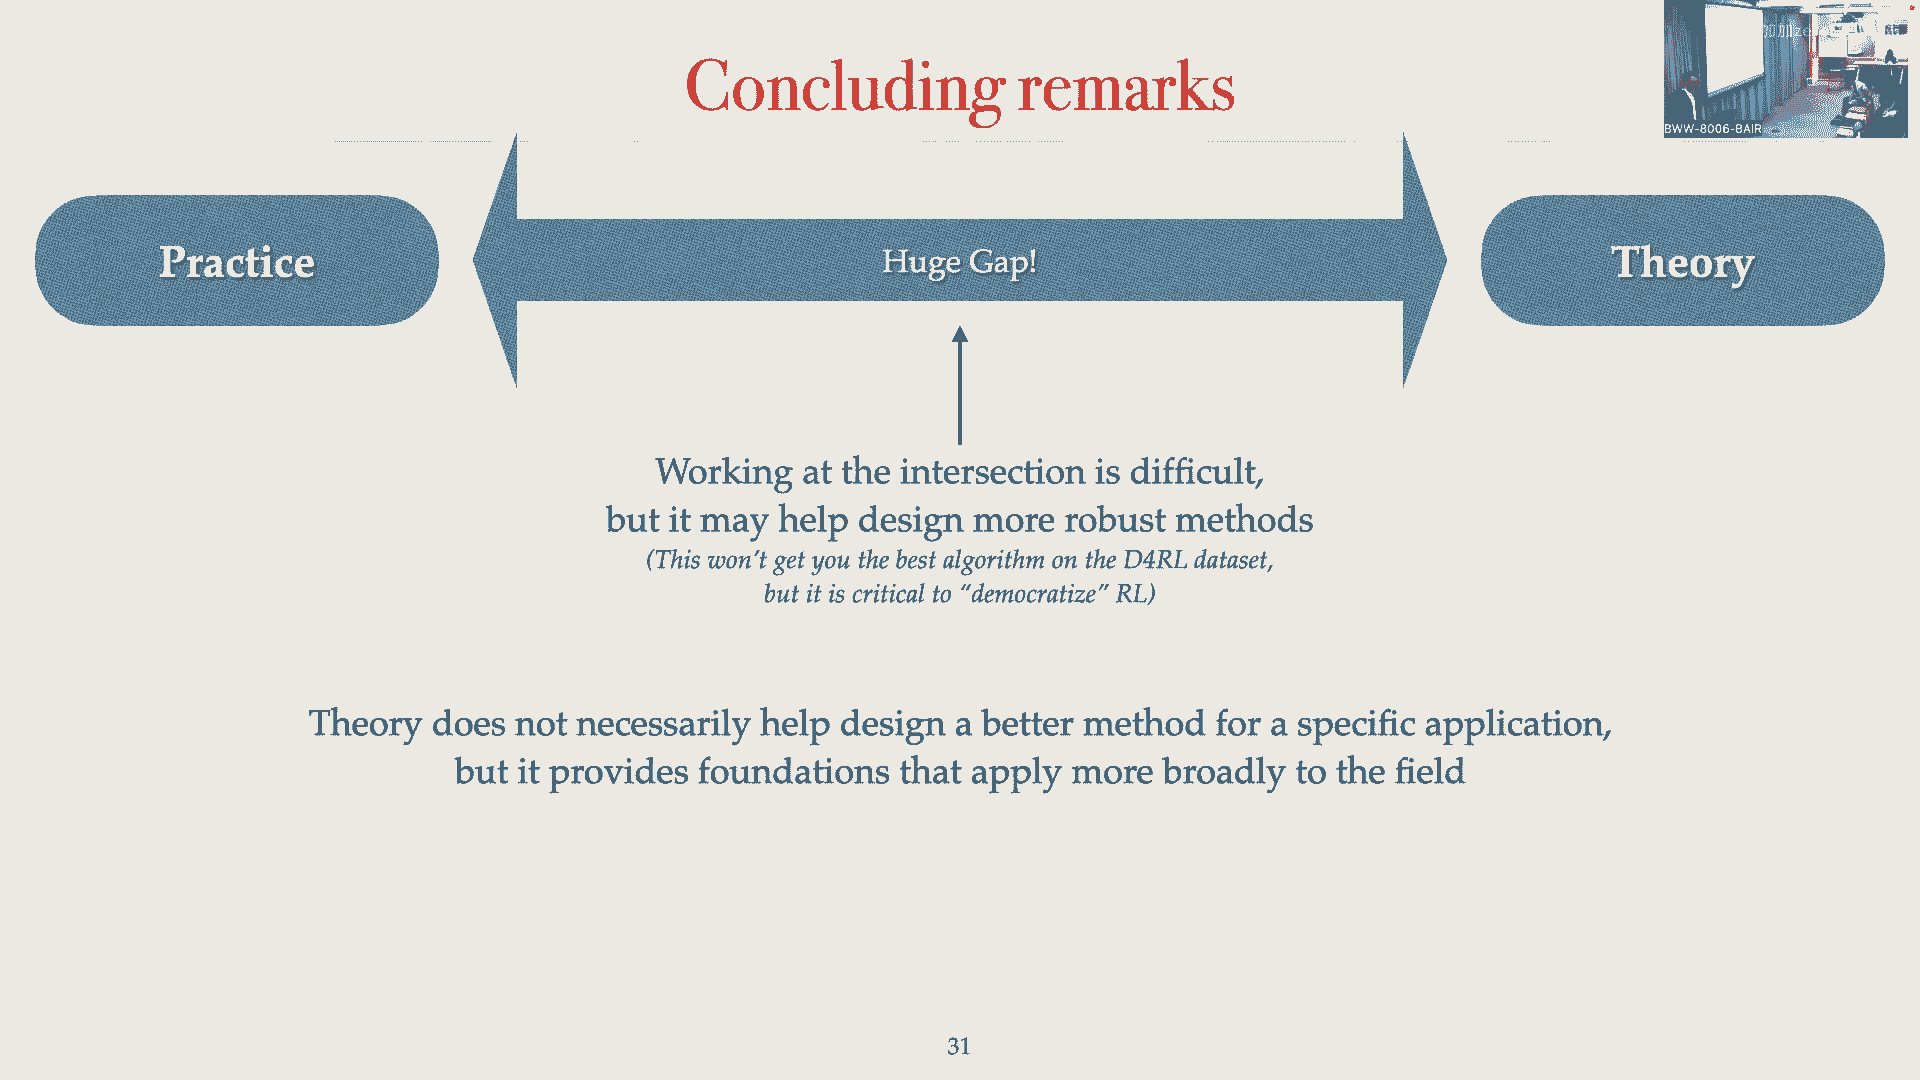 Concluding remarks
BWW-8006-BAIR
Practice
Huge Gap!
Theory
Working at the intersection is difficult,
but it may help design more robust methods
(This won’t get you the best algorithm on the D4RL dataset,
but it is critical to “democratize” RL)
Theory does not necessarily help design a better method for a specific application,
but it provides foundations that apply more broadly to the field
31